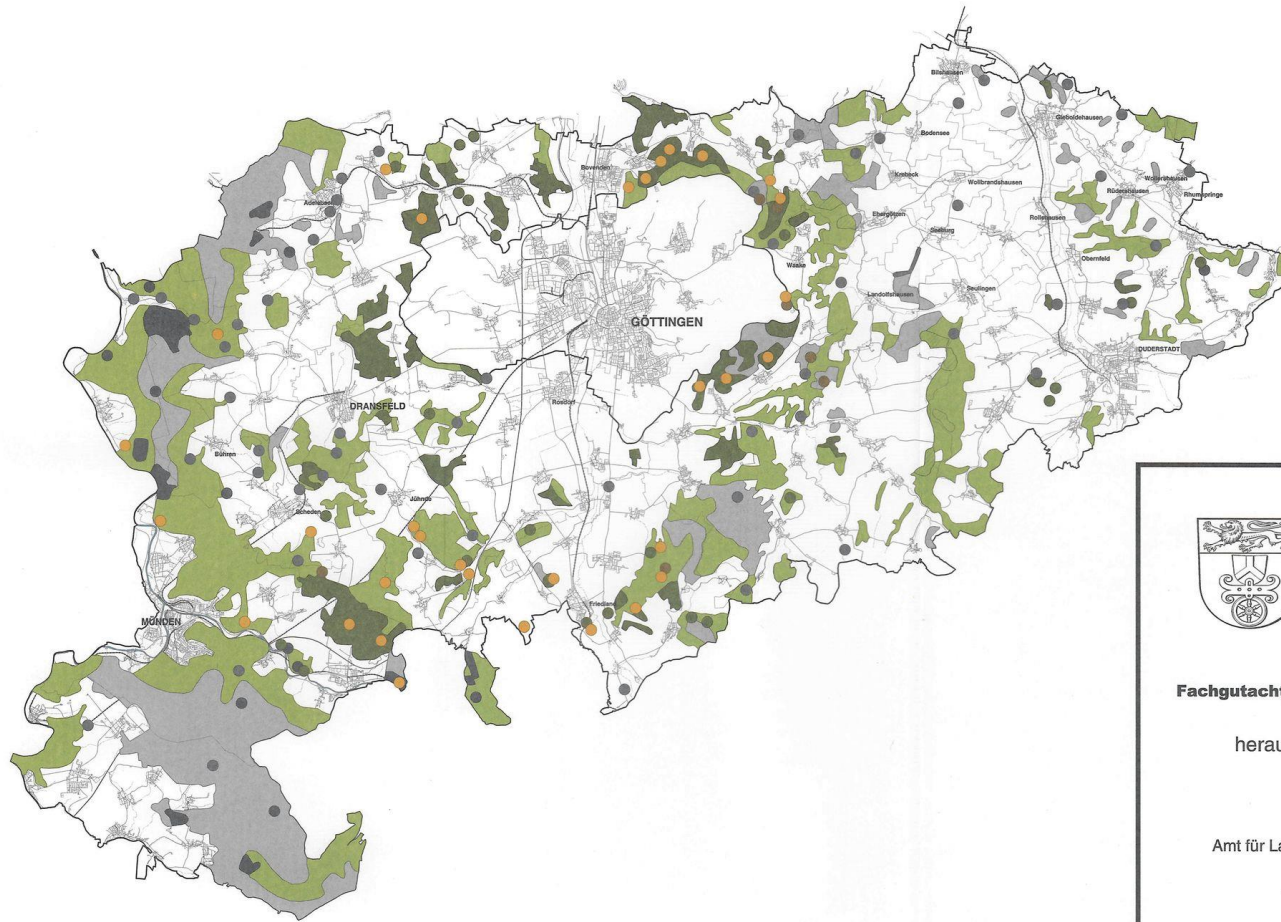 Bilshausen
Gieboldehausen
Bodensee
Bovenden
Krebeck
Wollbrandshausen
Wollershausen
Rhumspringe
Rüdershausen
Adelebsen
Ebergötzen
Seeburg
Rollshausen
Obernfeld
Waake
Landolfshausen
Seulingen
GÖTTINGEN
DUDERSTADT
DRANSFELD
Rosdorf
Bühren
Jühnde
Scheden
Friedland
MÜNDEN
Fachgutacht
herau
Amt für La